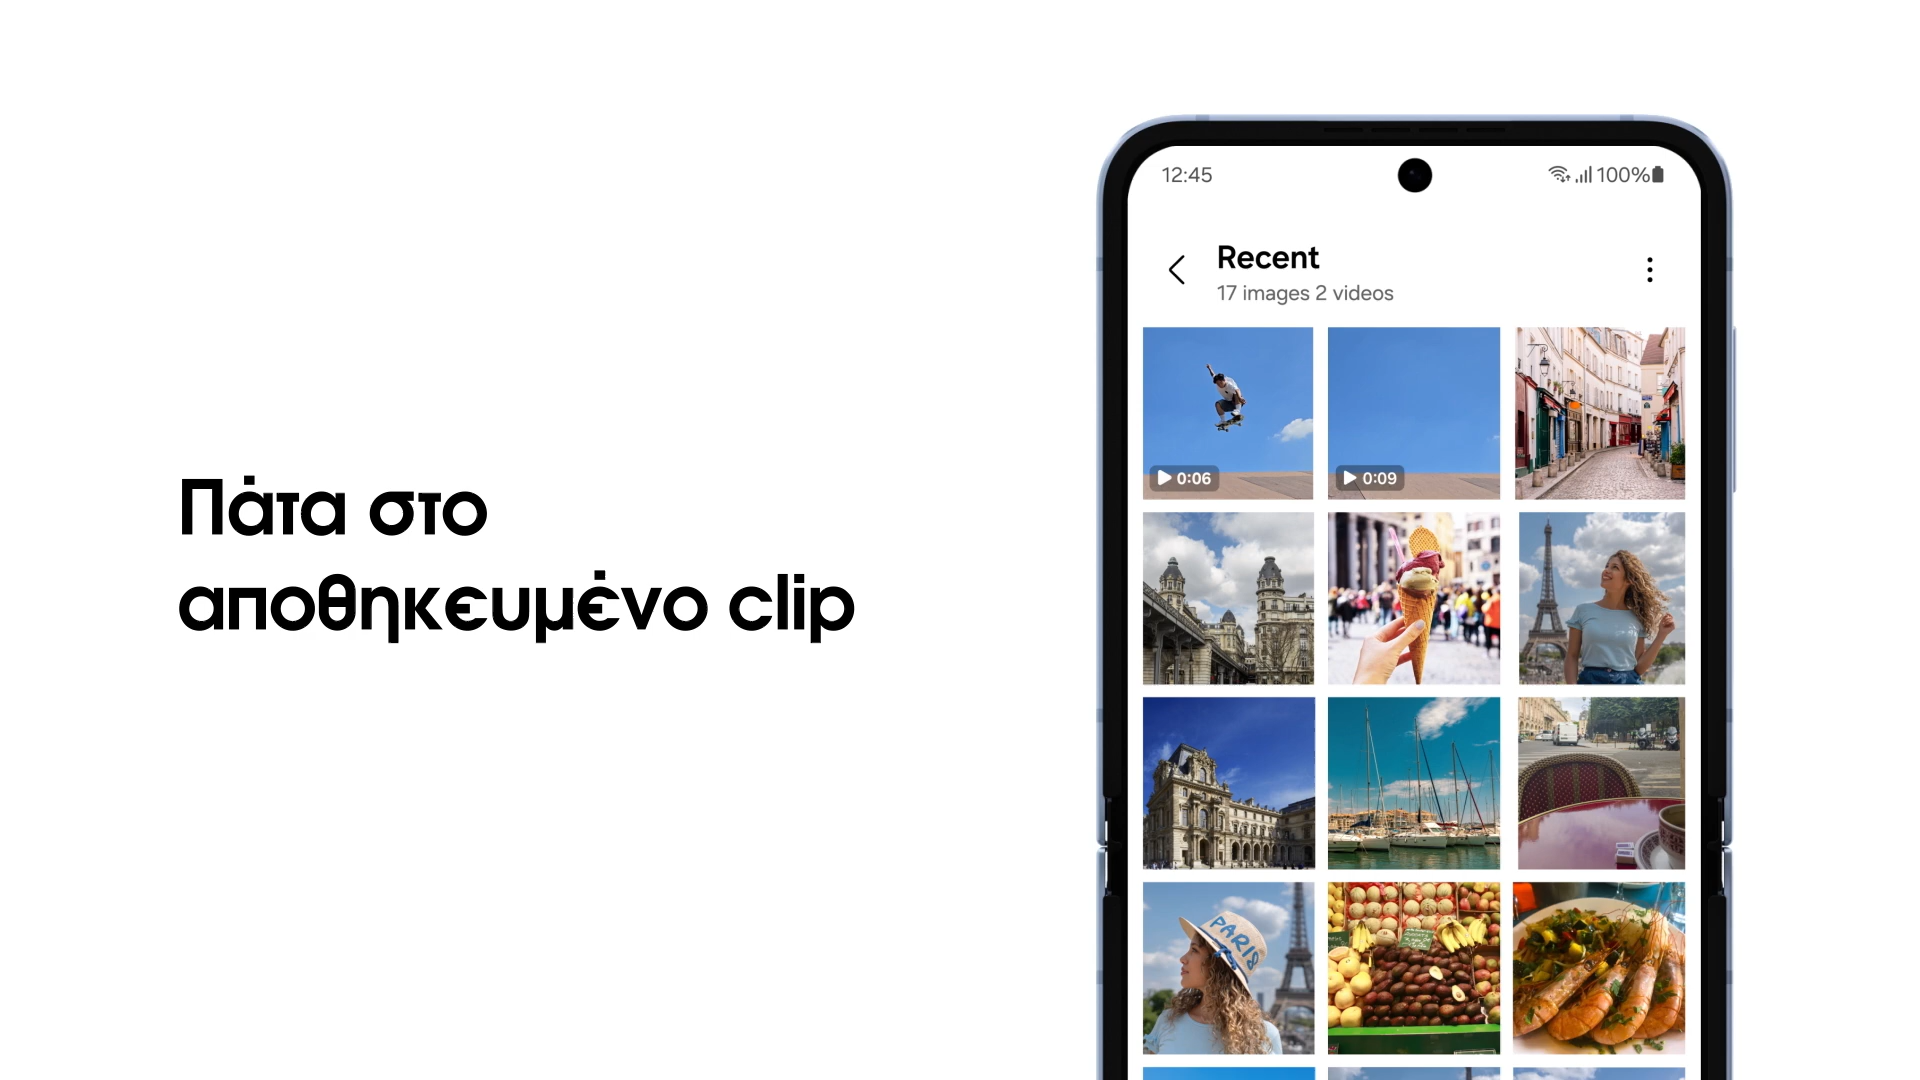 Πάτα στο
αποθηκευμένο clip
12:45
100%
Recent
17 images 2 videos
0:06
0:09
PARIS